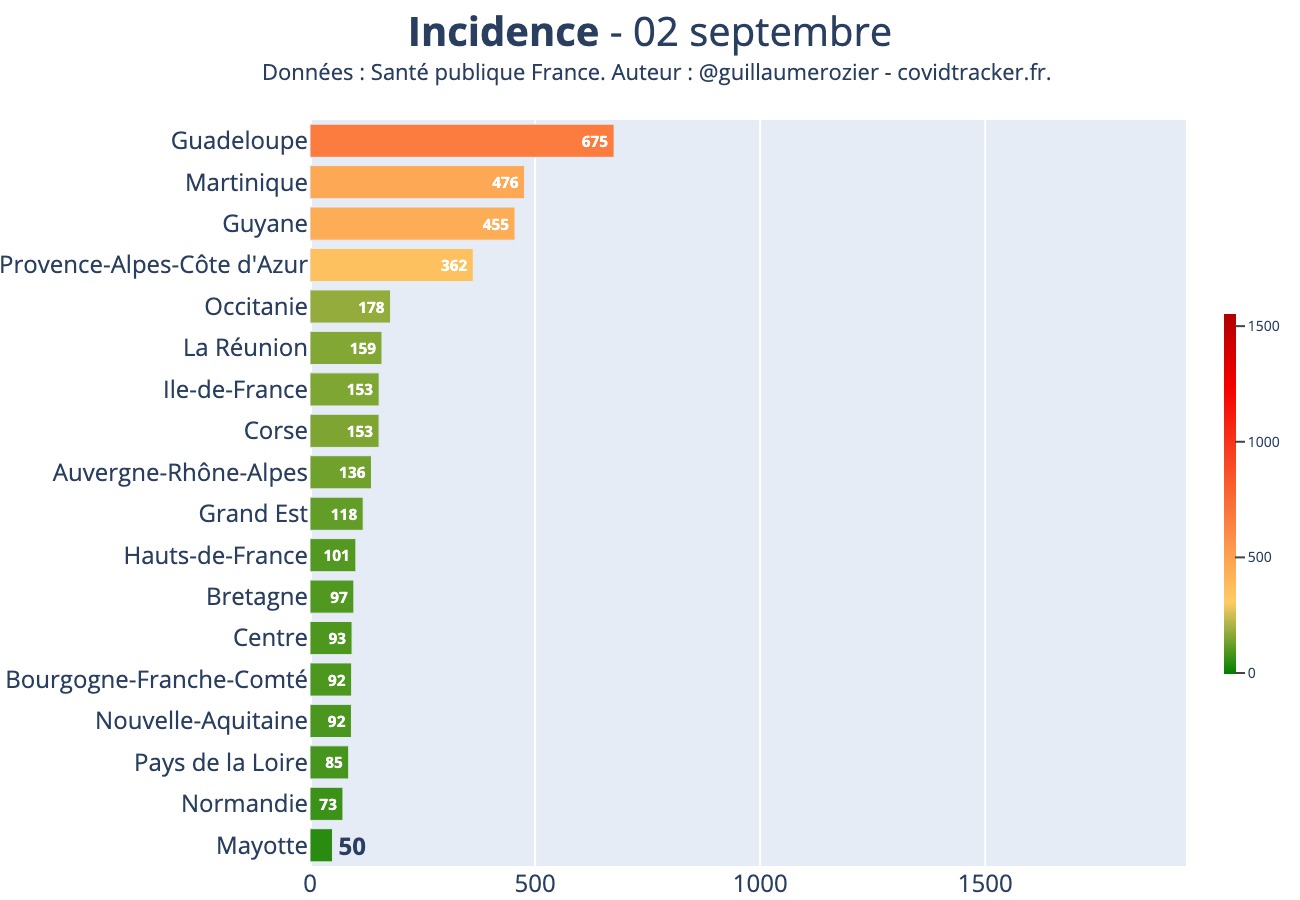 Incidence - 02 septembre
Données : Santé publique France. Auteur : @guillaumerozier - covidtracker.fr.
Guadeloupe 675
Martinique 476
Guyane 455
Provence-Alpes-Côte d'Azur 362
Occitanie 178
La Réunion 159
Ile-de-France 153
Corse 153
Auvergne-Rhône-Alpes 136
Grand Est 118
Hauts-de-France 101
Bretagne 97
Centre 93
Bourgogne-Franche-Comté 92
Nouvelle-Aquitaine 92
Pays de la Loire 85
Normandie 73
Mayotte 50
0 500 1000 1500
1500
1000
500
0